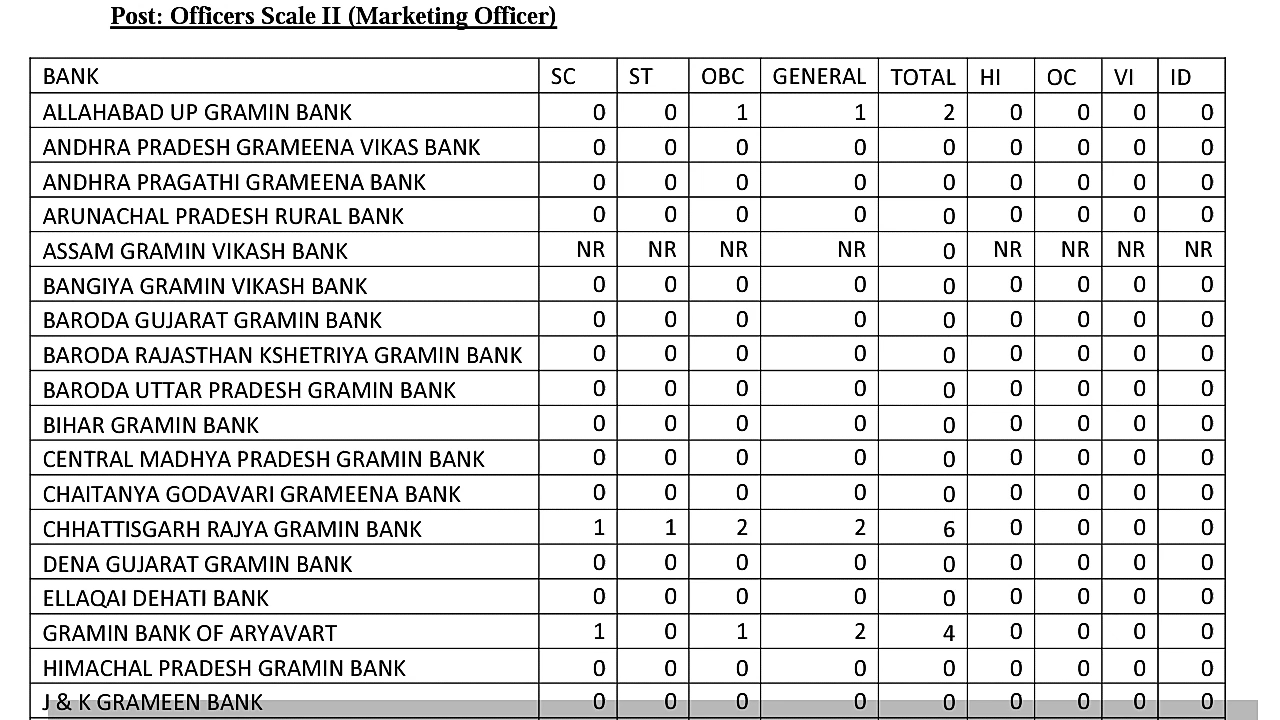 Post: Officers Scale II (Marketing Officer)
BANK SC ST OBC GENERAL TOTAL HI OC VI ID
ALLAHABAD UP GRAMIN BANK 0 0 1 1 2 0 0 0 0
ANDHRA PRADESH GRAMEENA VIKAS BANK 0 0 0 0 0 0 0 0 0
ANDHRA PRAGATHI GRAMEENA BANK 0 0 0 0 0 0 0 0 0
ARUNACHAL PRADESH RURAL BANK 0 0 0 0 0 0 0 0 0
ASSAM GRAMIN VIKASH BANK NR NR NR NR 0 NR NR NR NR
BANGIYA GRAMIN VIKASH BANK 0 0 0 0 0 0 0 0 0
BARODA GUJARAT GRAMIN BANK 0 0 0 0 0 0 0 0 0
BARODA RAJASTHAN KSHETRIYA GRAMIN BANK 0 0 0 0 0 0 0 0 0
BARODA UTTAR PRADESH GRAMIN BANK 0 0 0 0 0 0 0 0 0
BIHAR GRAMIN BANK 0 0 0 0 0 0 0 0 0
CENTRAL MADHYA PRADESH GRAMIN BANK 0 0 0 0 0 0 0 0 0
CHAITANYA GODAVARI GRAMEENA BANK 0 0 0 0 0 0 0 0 0
CHHATTISGARH RAJYA GRAMIN BANK 1 1 2 2 6 0 0 0 0
DENA GUJARAT GRAMIN BANK 0 0 0 0 0 0 0 0 0
ELLAQAI DEHATI BANK 0 0 0 0 0 0 0 0 0
GRAMIN BANK OF ARYAVART 1 0 1 2 4 0 0 0 0
HIMACHAL PRADESH GRAMIN BANK 0 0 0 0 0 0 0 0 0
J & K GRAMEEN BANK 0 0 0 0 0 0 0 0 0